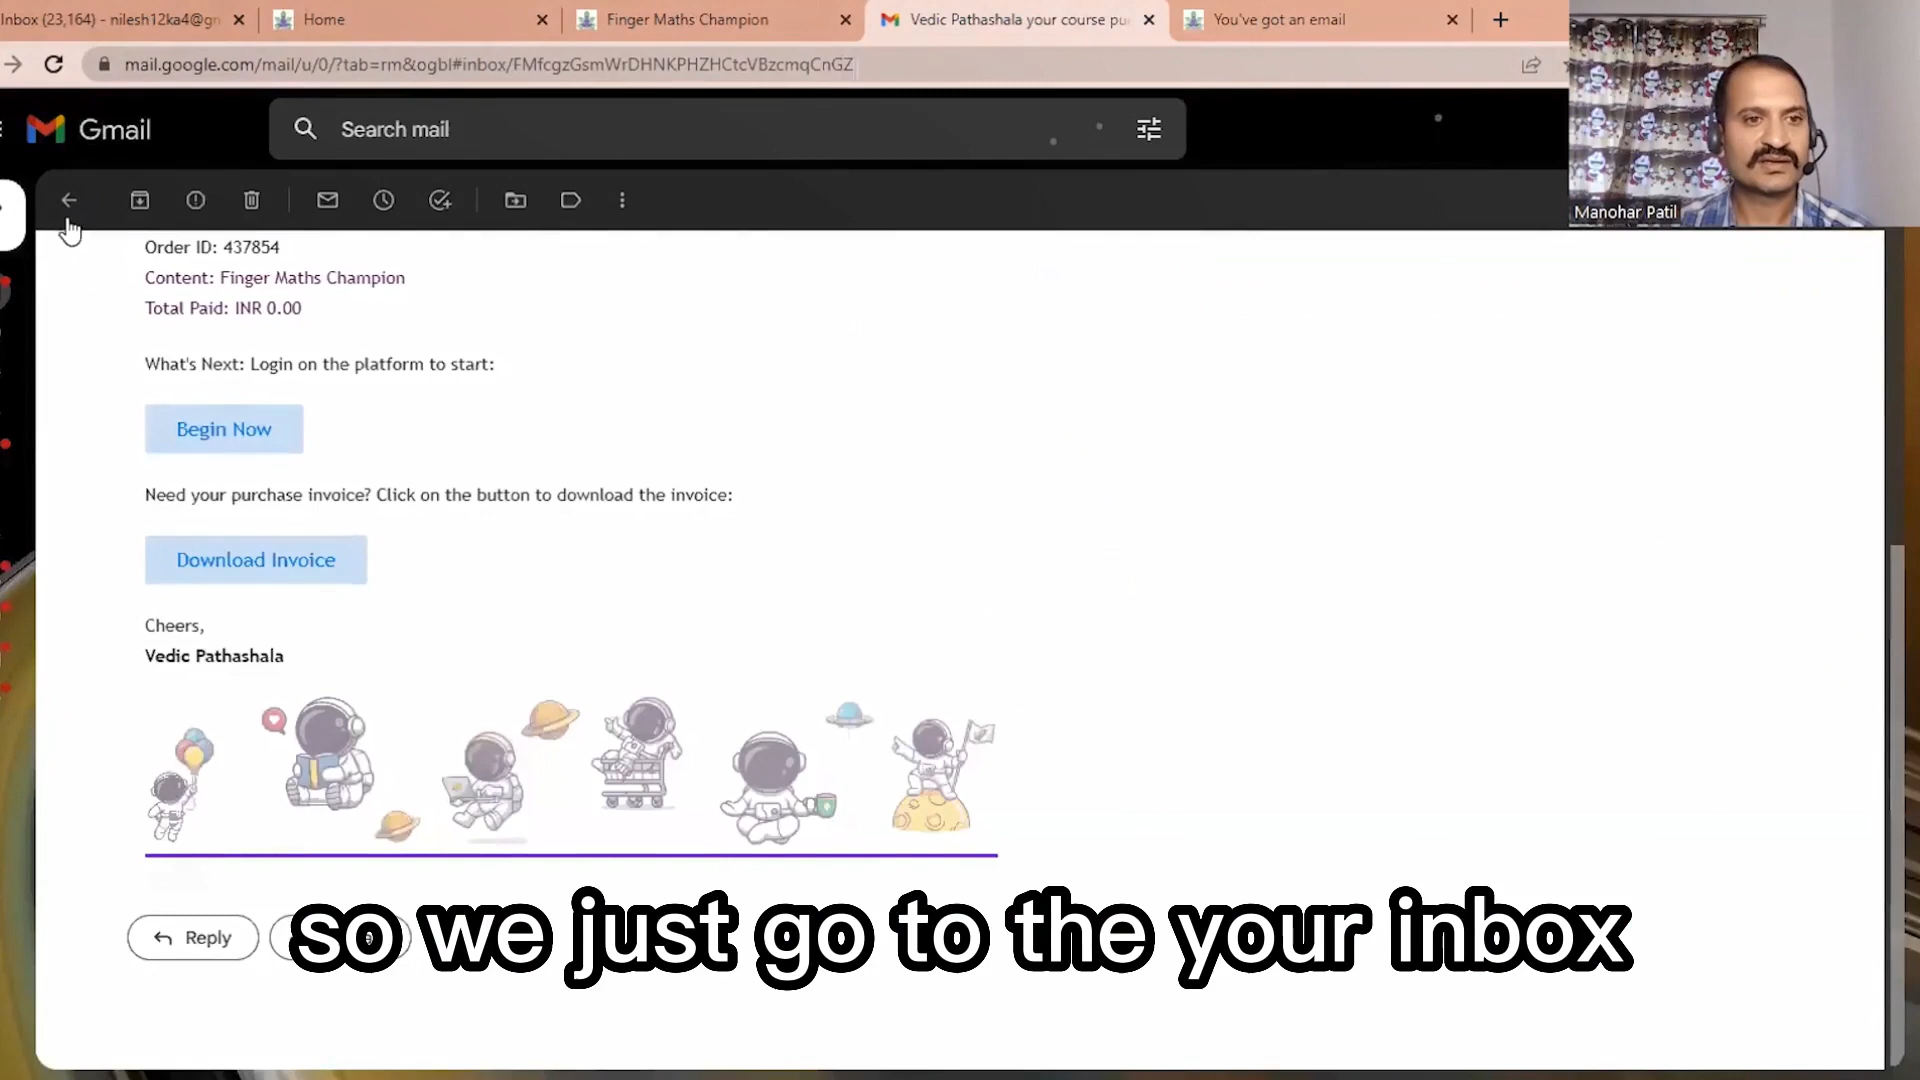 Inbox (23,164) - nilesh12ka4@gm
Home
Finger Maths Champion
Vedic Pathashala your course pu
You've got an email
mail.google.com/mail/u/0/?tab=rm&ogbl#inbox/FMfcgzGsmWrDHNKPHZHCtcVBzcmqCnGZ
Gmail
Search mail
Manohar Patil
Order ID: 437854
Content: Finger Maths Champion
Total Paid: INR 0.00
What's Next: Login on the platform to start:
Begin Now
Need your purchase invoice? Click on the button to download the invoice:
Download Invoice
Cheers,
Vedic Pathashala
Reply
so we just go to the your inbox